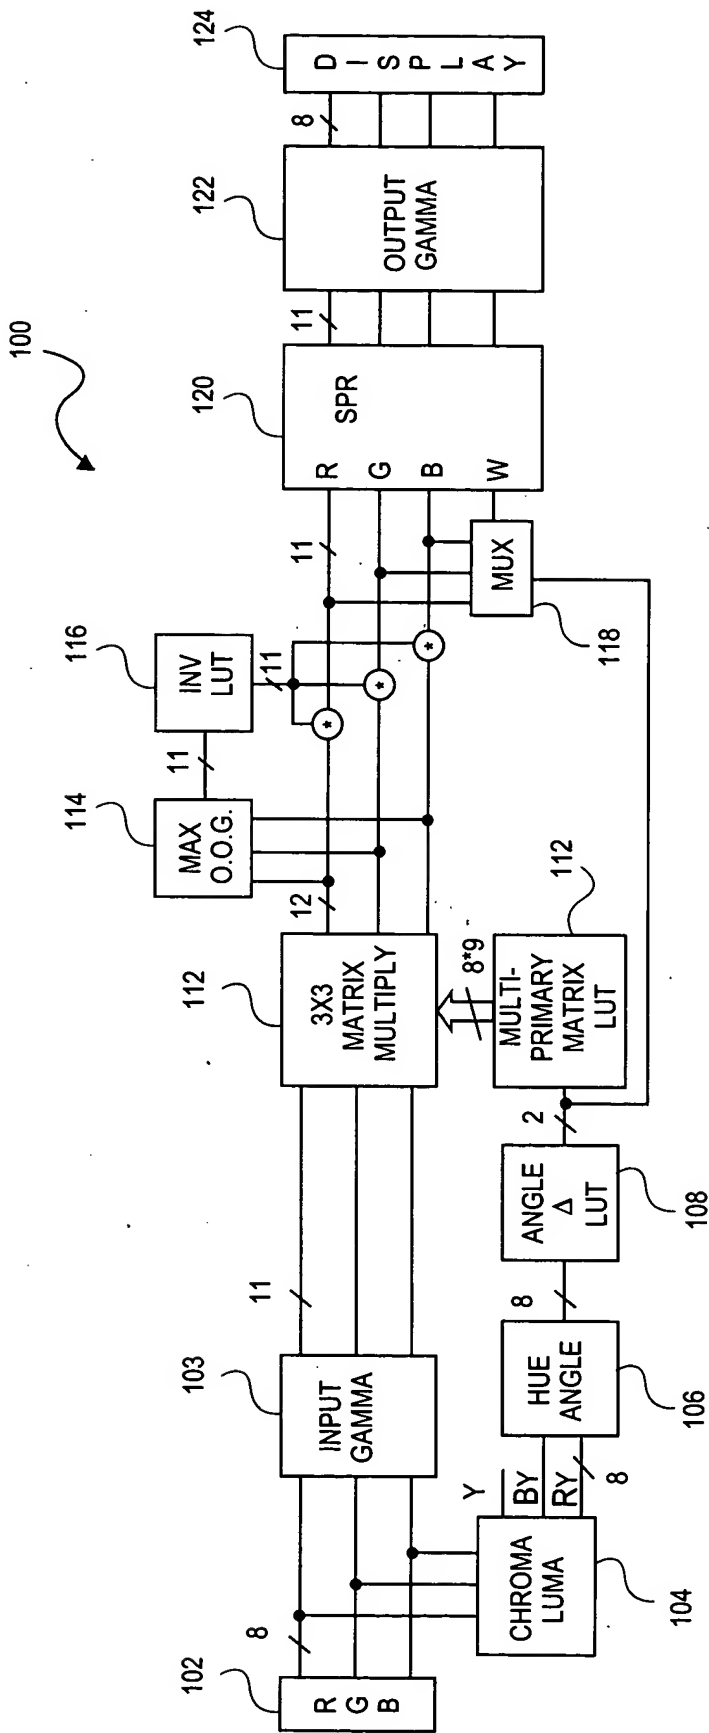 100
102
R
G
B
8
103
INPUT
GAMMA
11
104
CHROMA
LUMA
Y
BY
RY
8
106
HUE
ANGLE
8
108
ANGLE
Δ
LUT
2
112
MULTI-
PRIMARY
MATRIX
LUT
8*9
112
3X3
MATRIX
MULTIPLY
12
114
MAX
O.O.G.
11
116
INV
LUT
11
*
*
*
11
118
MUX
120
R
G
B
W
SPR
11
122
OUTPUT
GAMMA
8
124
D
I
S
P
L
A
Y